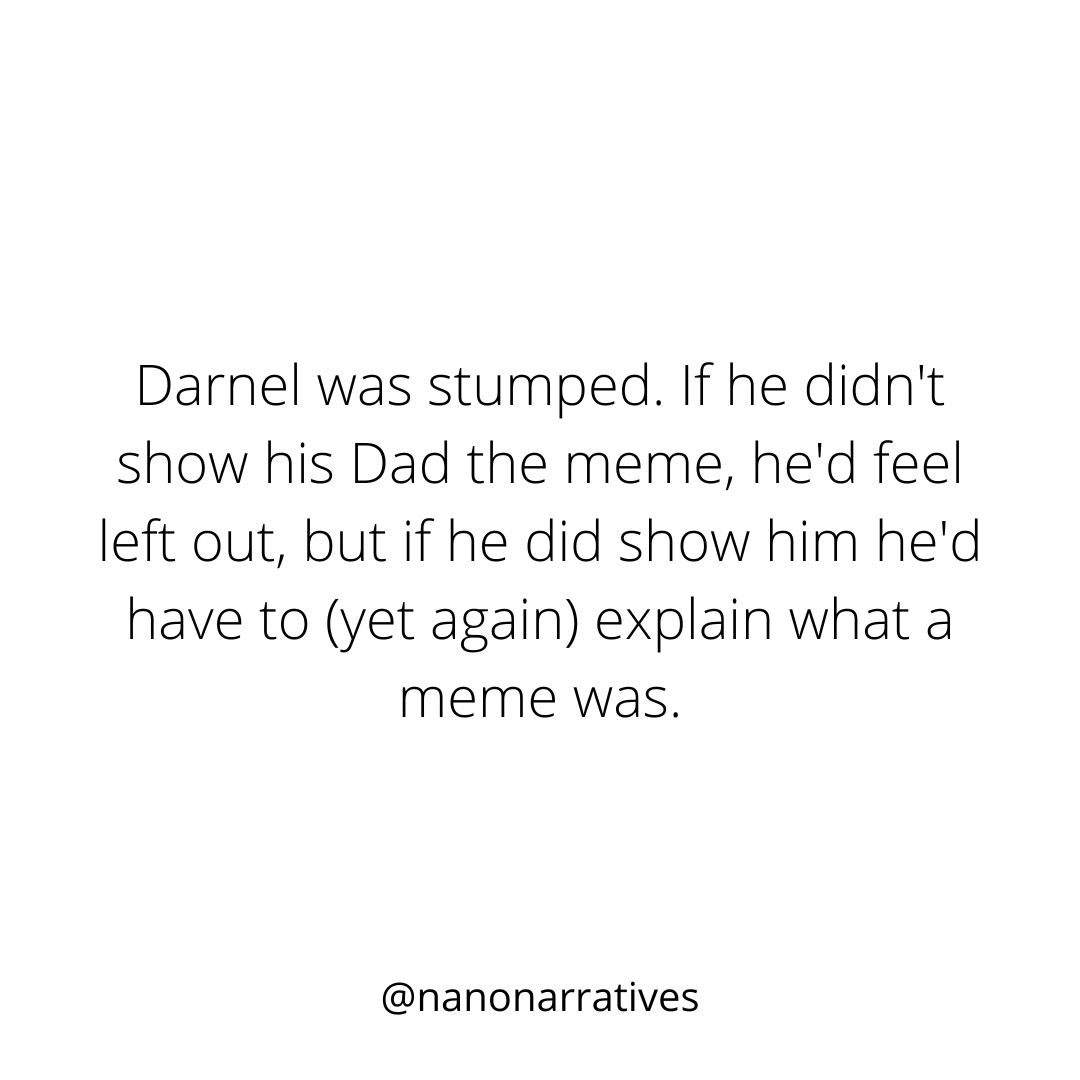 Darnel was stumped. If he didn't
show his Dad the meme, he'd feel
left out, but if he did show him he'd
have to (yet again) explain what a
meme was.
@nanonarratives